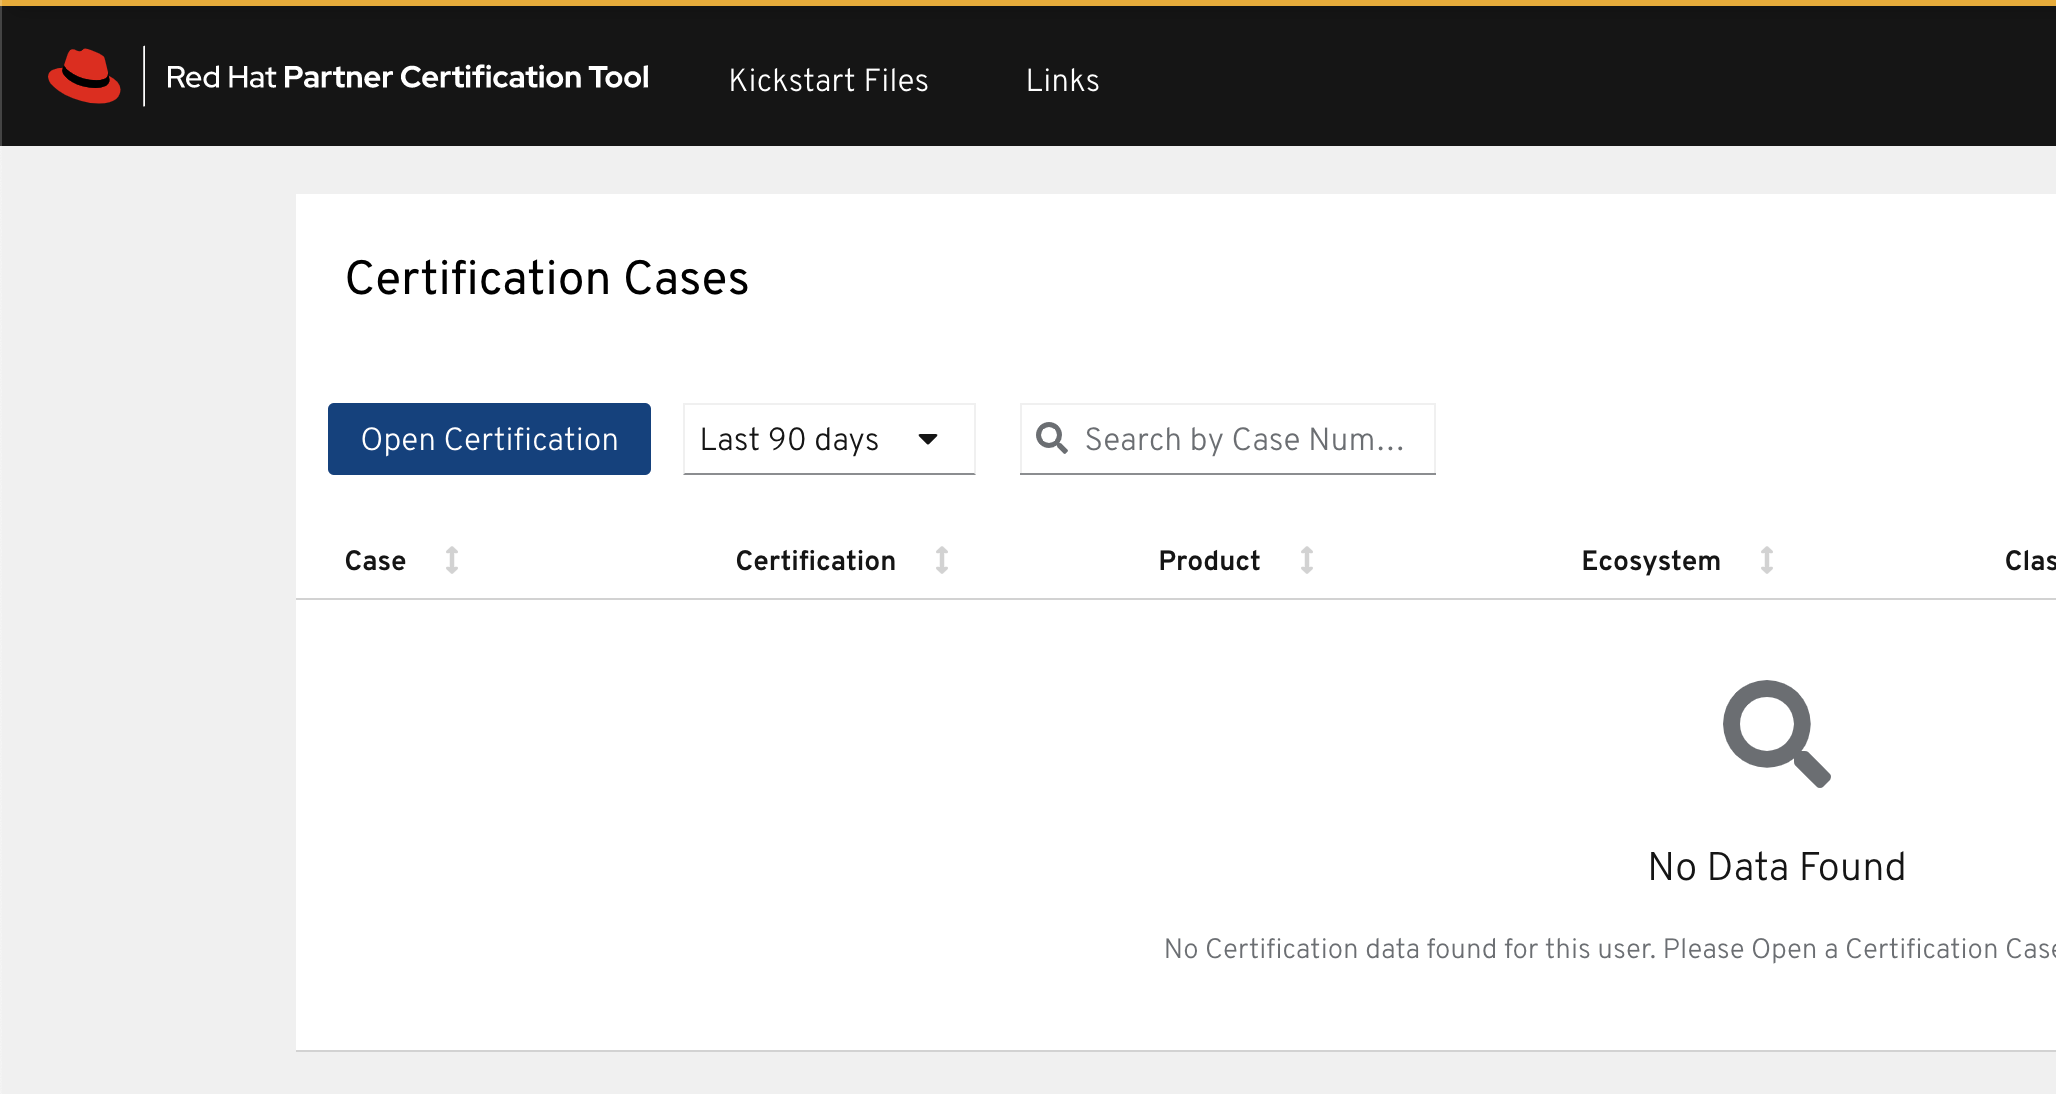 Red Hat Partner Certification Tool Kickstart Files Links
Certification Cases
Open Certification Last 90 days Search by Case Num...
Case Certification Product Ecosystem Clas
No Data Found
No Certification data found for this user. Please Open a Certification Case